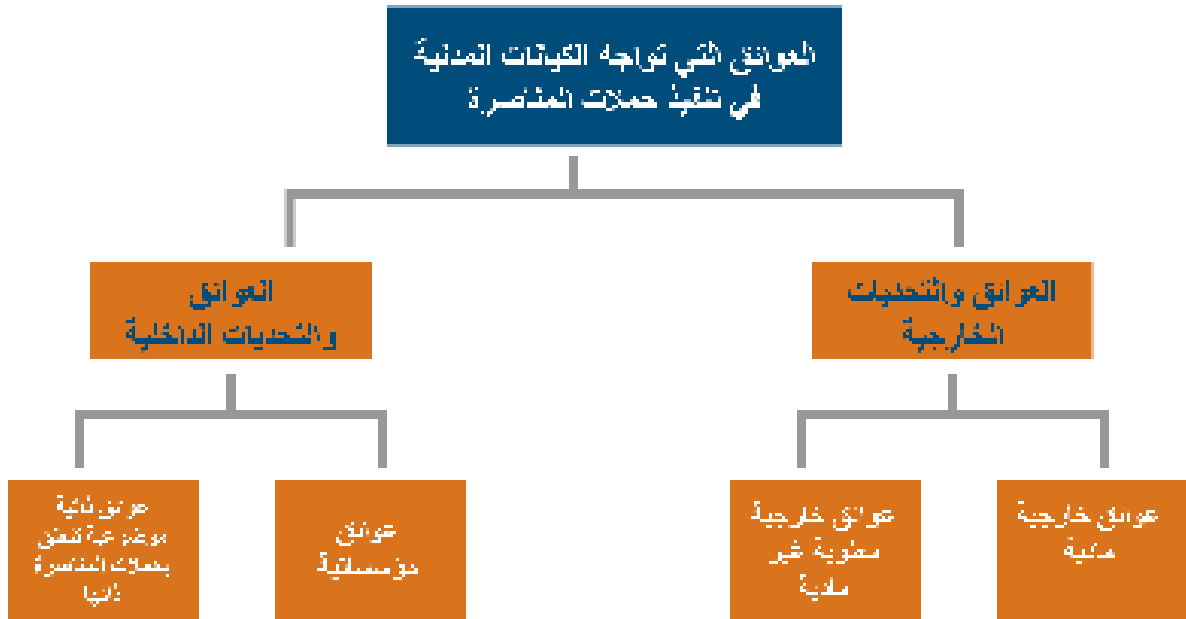 العوائق التي تواجه الكيانات المدنية
في تنفيذ حملات المناصرة
العوائق والتحديات
الخارجية
العوائق
والتحديات الداخلية
عوائق خارجية
مادية
عوائق خارجية
معنوية غير
مادية
عوائق
مؤسساتية
عوائق ذاتية
موضوعية تتعلق
بحملات المناصرة
ذاتها